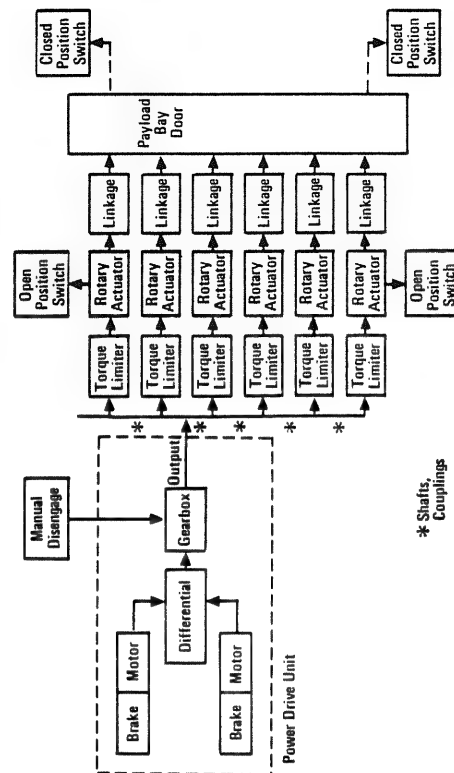 Closed
Position
Switch
Closed
Position
Switch
Payload
Bay
Door
Linkage
Linkage
Linkage
Linkage
Linkage
Linkage
Open
Position
Switch
Rotary
Actuator
Rotary
Actuator
Rotary
Actuator
Rotary
Actuator
Rotary
Actuator
Rotary
Actuator
Open
Position
Switch
Torque
Limiter
Torque
Limiter
Torque
Limiter
Torque
Limiter
Torque
Limiter
Torque
Limiter
* * * * *
Manual
Disengage
Output
Gearbox
Differential
Brake Motor
Brake Motor
Power Drive Unit
* Shafts,
Couplings